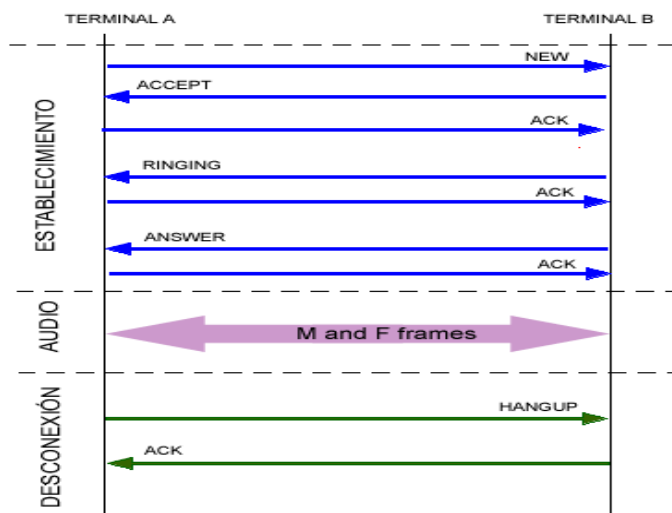 TERMINAL A
TERMINAL B
ESTABLECIMIENTO
NEW
ACCEPT
ACK
RINGING
ACK
ANSWER
ACK
AUDIO
M and F frames
DESCONEXIÓN
HANGUP
ACK